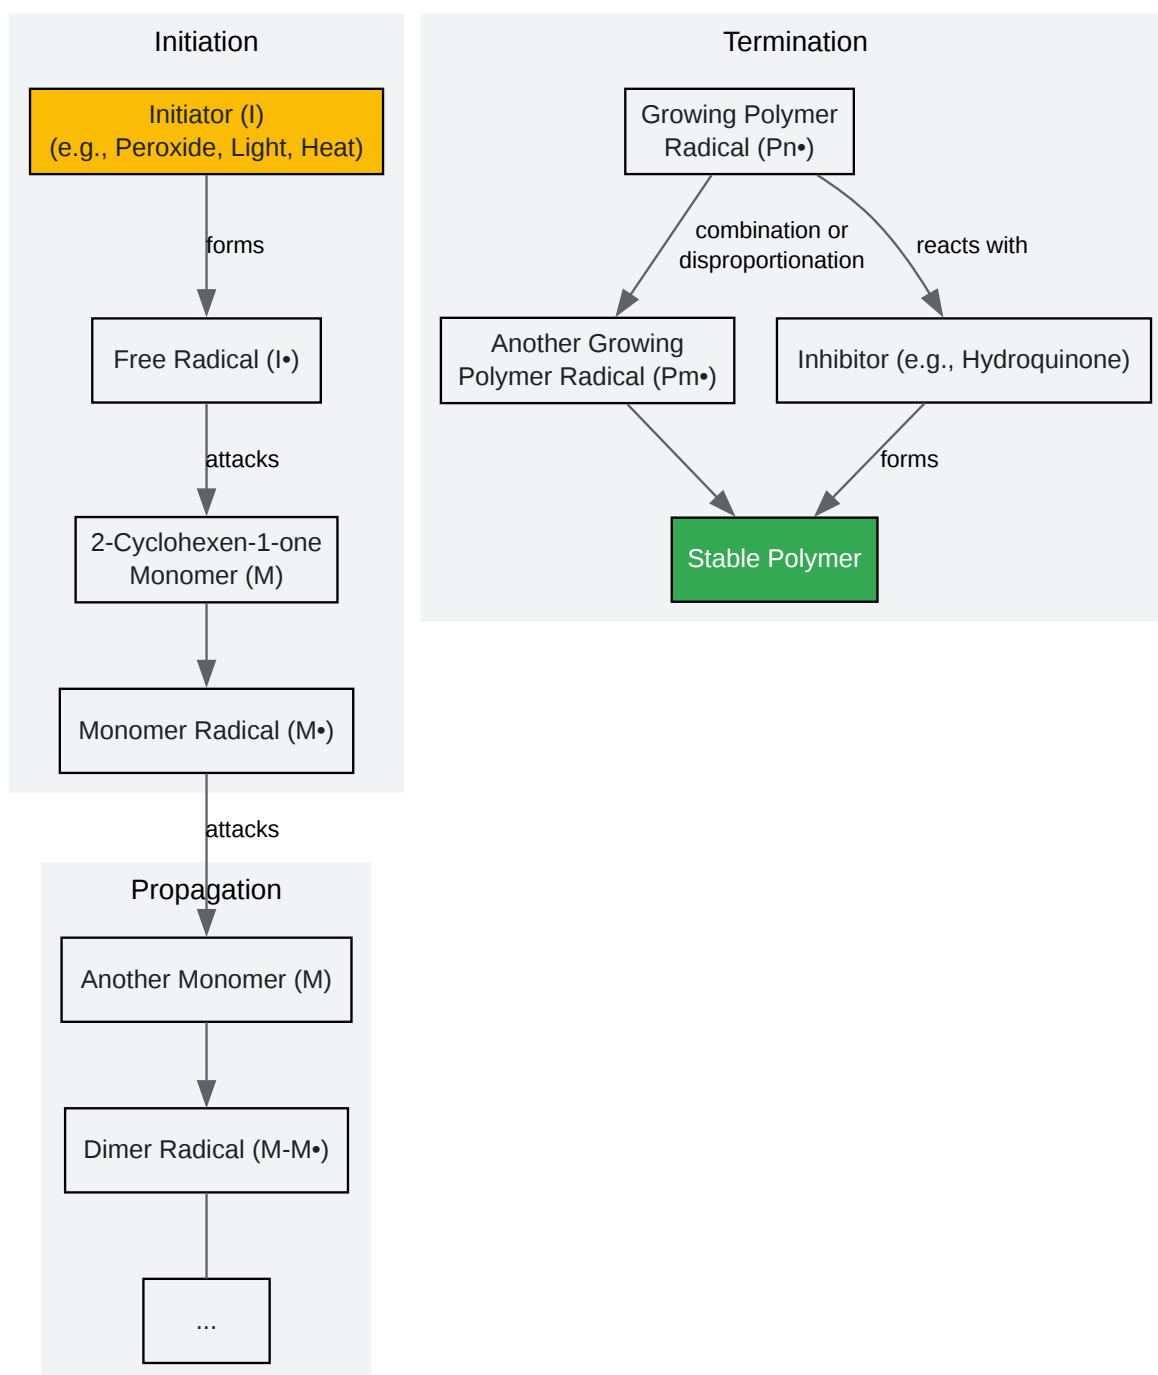 Initiation
Initiator (I)
(e.g., Peroxide, Light, Heat)
forms
Free Radical (I•)
attacks
2-Cyclohexen-1-one
Monomer (M)
Monomer Radical (M•)
attacks
Propagation
Another Monomer (M)
Dimer Radical (M-M•)
...
Termination
Growing Polymer
Radical (Pn•)
combination or
disproportionation
reacts with
Another Growing
Polymer Radical (Pm•)
Inhibitor (e.g., Hydroquinone)
forms
Stable Polymer